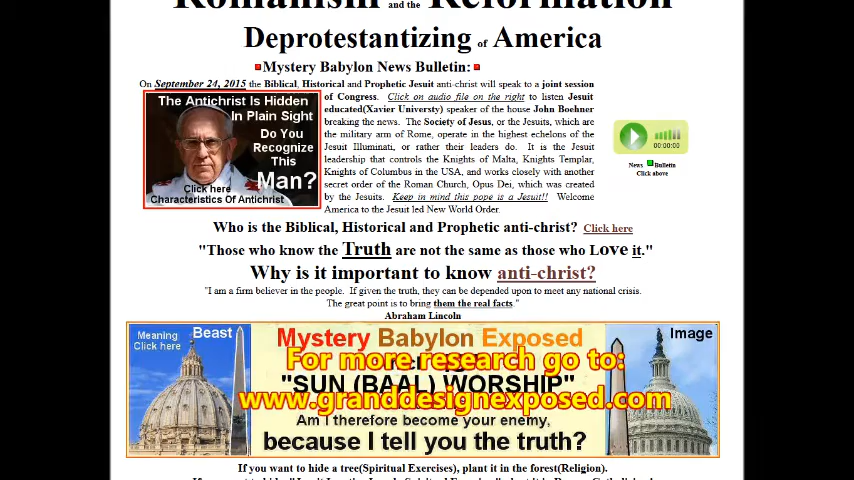 Romanism and the Reformation
Deprotestantizing of America
Mystery Babylon News Bulletin:
On September 24, 2015 the Biblical, Historical and Prophetic Jesuit anti-christ will speak to a joint session
of Congress. Click on audio file on the right to listen Jesuit
educated(Xavier Universty) speaker of the house John Boehner
breaking the news. The Society of Jesus, or the Jesuits, which are
the military arm of Rome, operate in the highest echelons of the
Jesuit Illuminati, or rather their leaders do. It is the Jesuit
leadership that controls the Knights of Malta, Knights Templar,
Knights of Columbus in the USA, and works closely with another
secret order of the Roman Church, Opus Dei, which was created
by the Jesuits. Keep in mind this pope is a Jesuit!! Welcome
America to the Jesuit led New World Order.
The Antichrist Is Hidden
In Plain Sight
Do You
Recognize
This
Man?
Click here
Characteristics Of Antichrist
00:00:00
News Bulletin
Click above
Who is the Biblical, Historical and Prophetic anti-christ? Click here
"Those who know the Truth are not the same as those who Love it."
Why is it important to know anti-christ?
"I am a firm believer in the people. If given the truth, they can be depended upon to meet any national crisis.
The great point is to bring them the real facts."
Abraham Lincoln
Meaning
Click here
Beast
Mystery Babylon Exposed
Image
For more research go to:
"SUN (BAAL) WORSHIP"
www.granddesignexposed.com
Am I therefore become your enemy,
because I tell you the truth?
If you want to hide a tree(Spiritual Exercises), plant it in the forest(Religion).